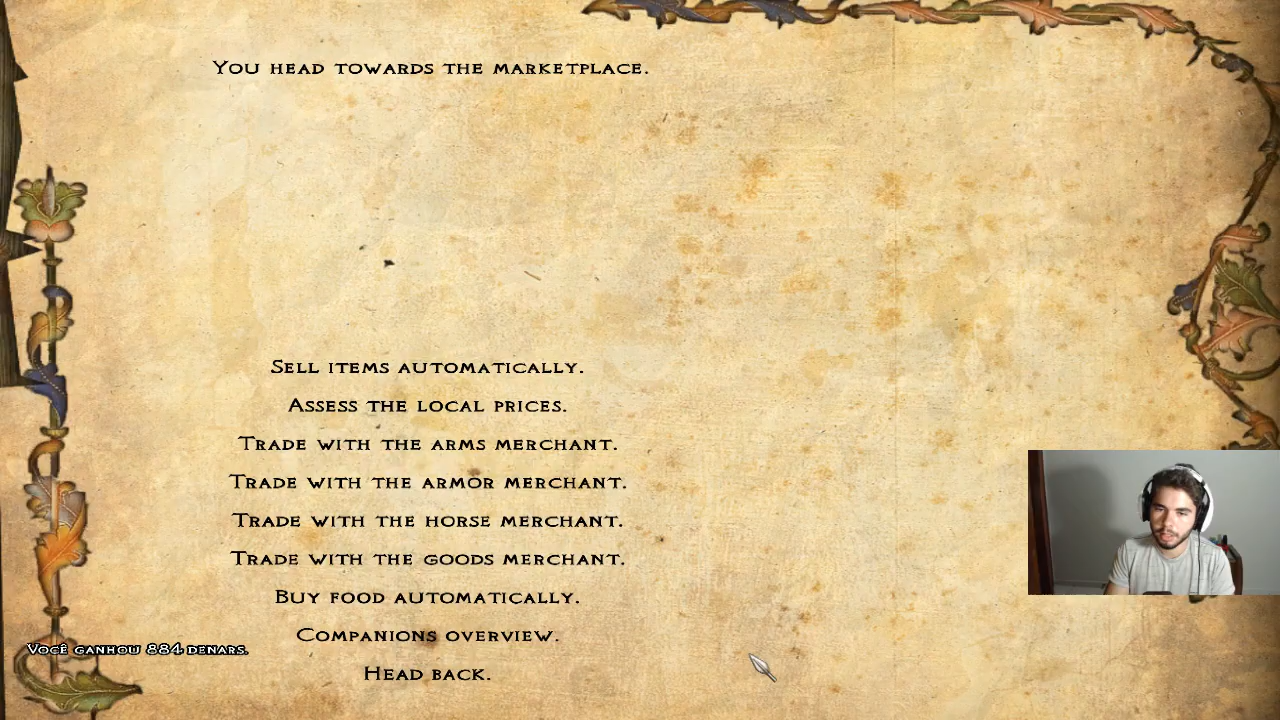 You head towards the marketplace.
Sell items automatically.
Assess the local prices.
Trade with the arms merchant.
Trade with the armor merchant.
Trade with the horse merchant.
Trade with the goods merchant.
Buy food automatically.
Companions overview.
Você ganhou 884 denars.
Head back.